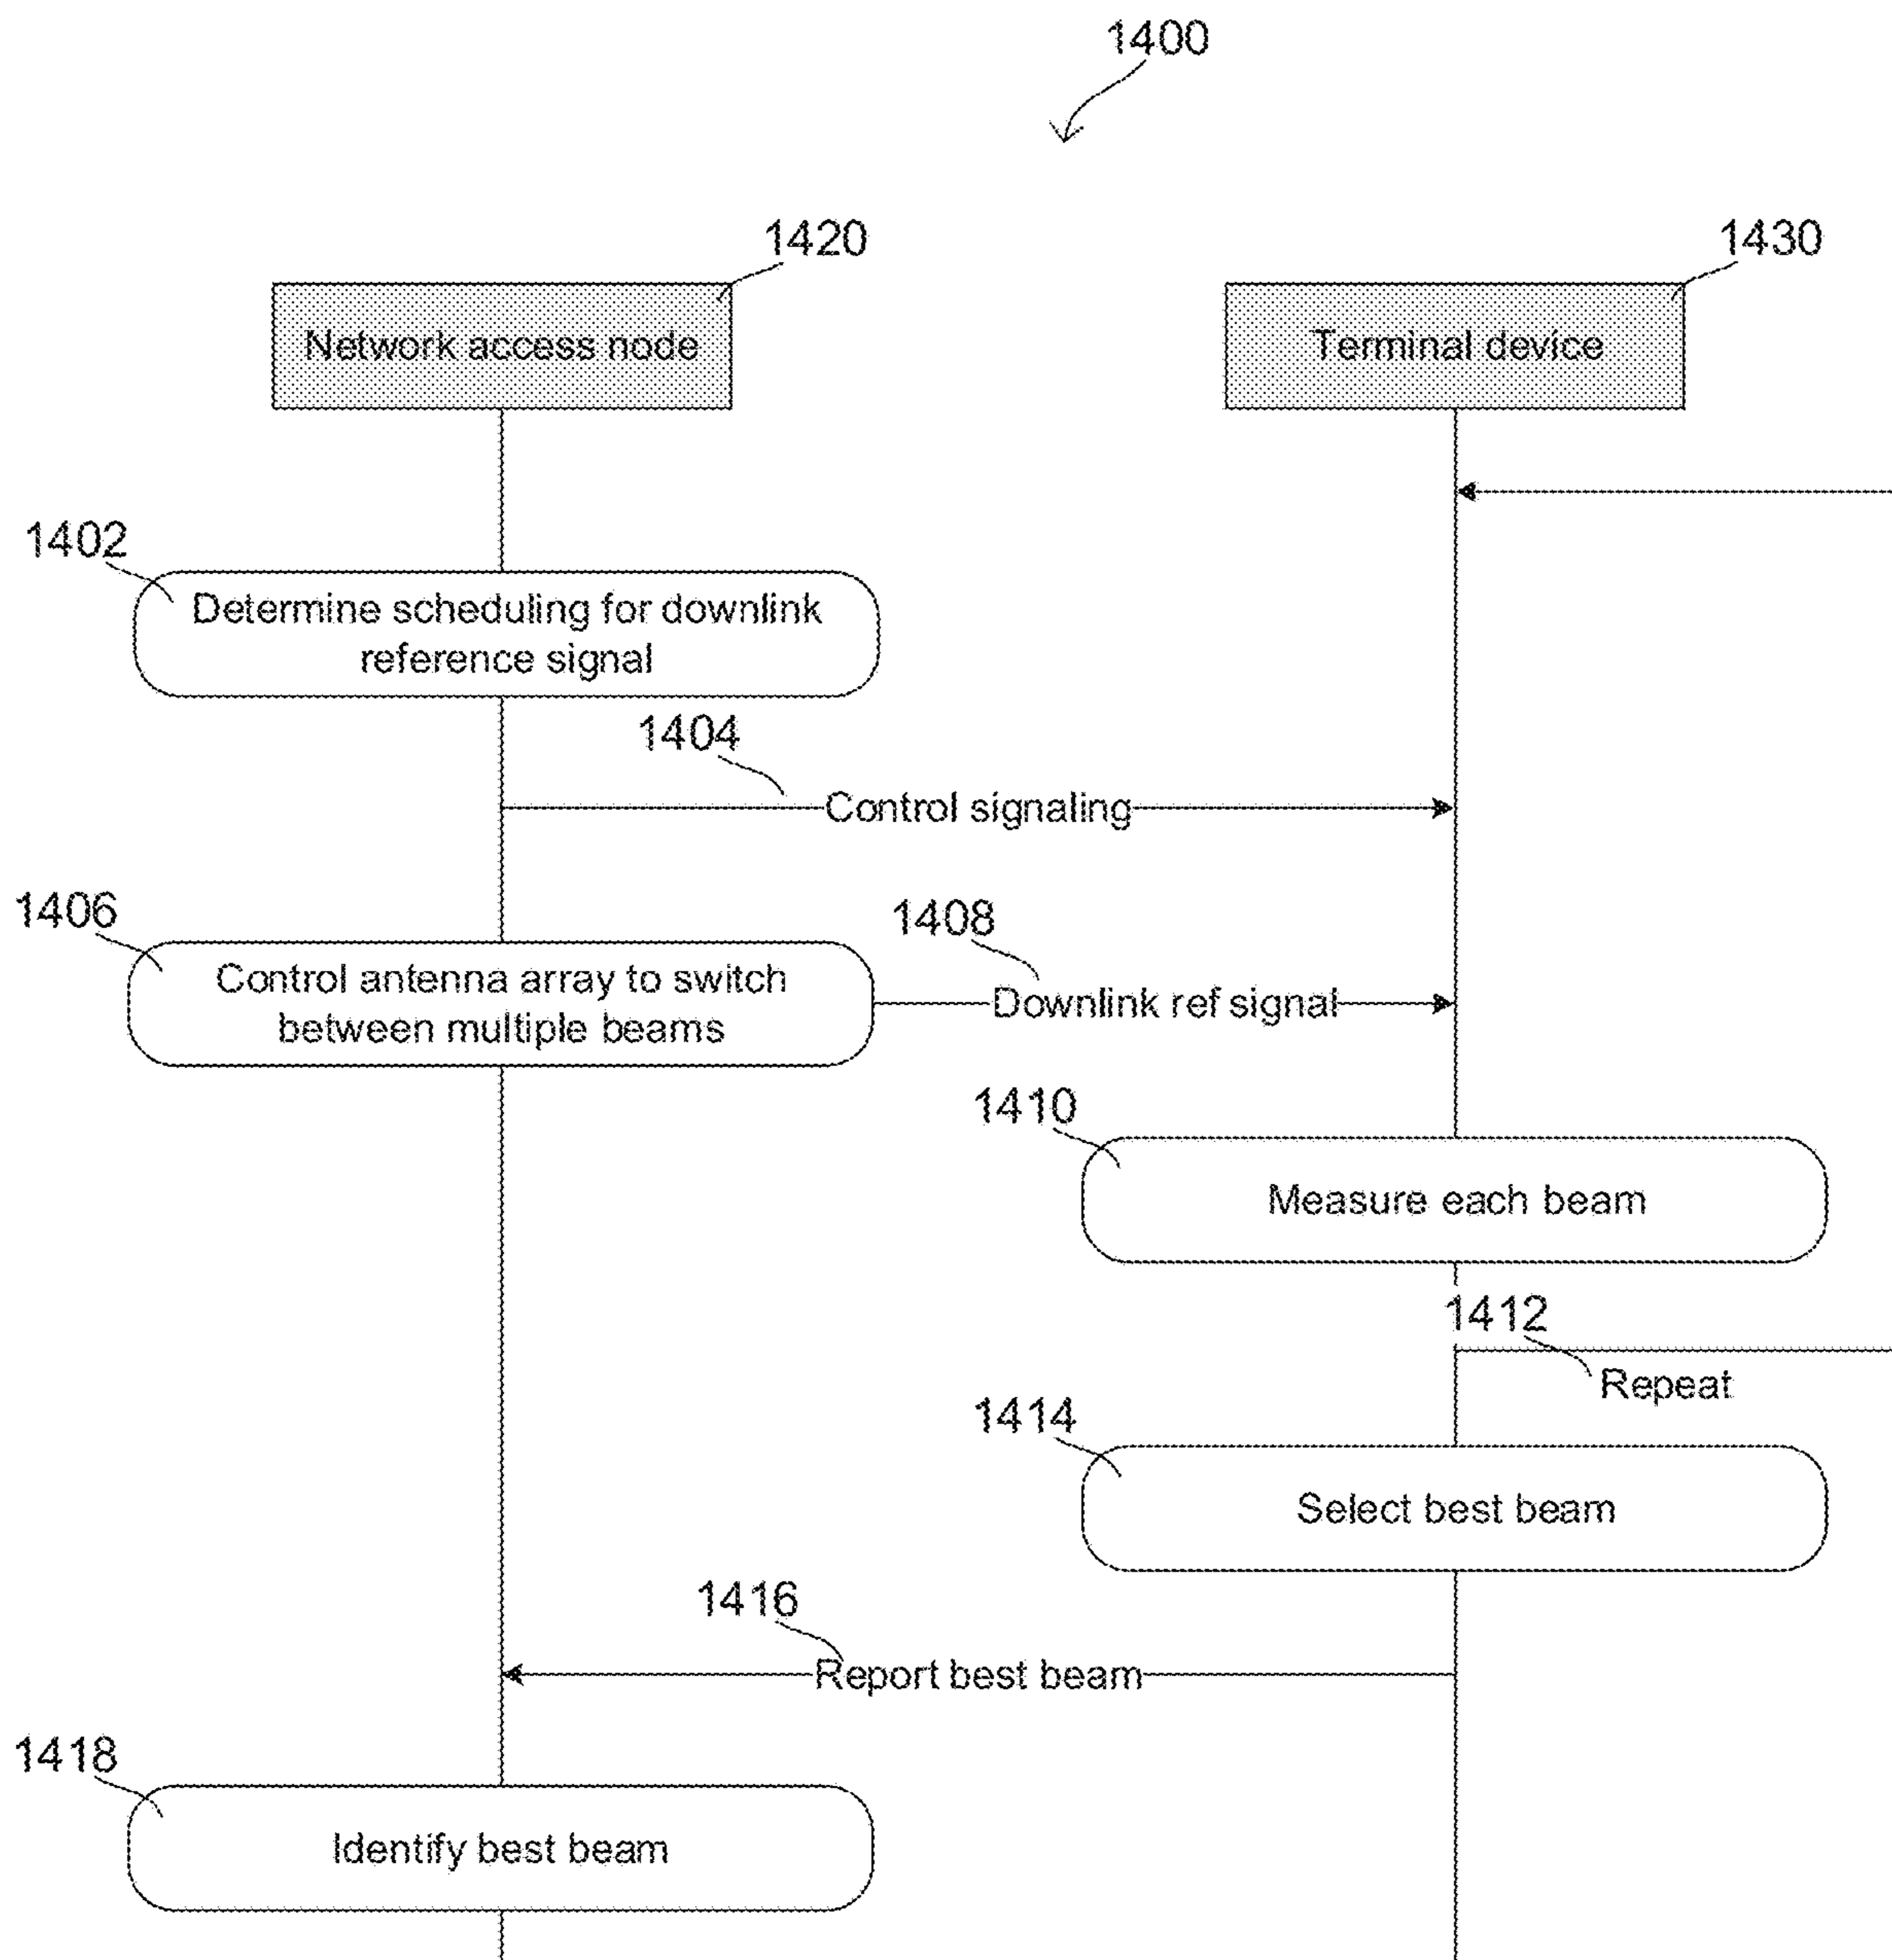 1400
1420
1430
Network access node
Terminal device
1402
Determine scheduling for downlink
reference signal
1404
Control signaling
1406
1408
Control antenna array to switch
between multiple beams
Downlink ref signal
1410
Measure each beam
1412
Repeat
1414
Select best beam
1416
Report best beam
1418
Identify best beam